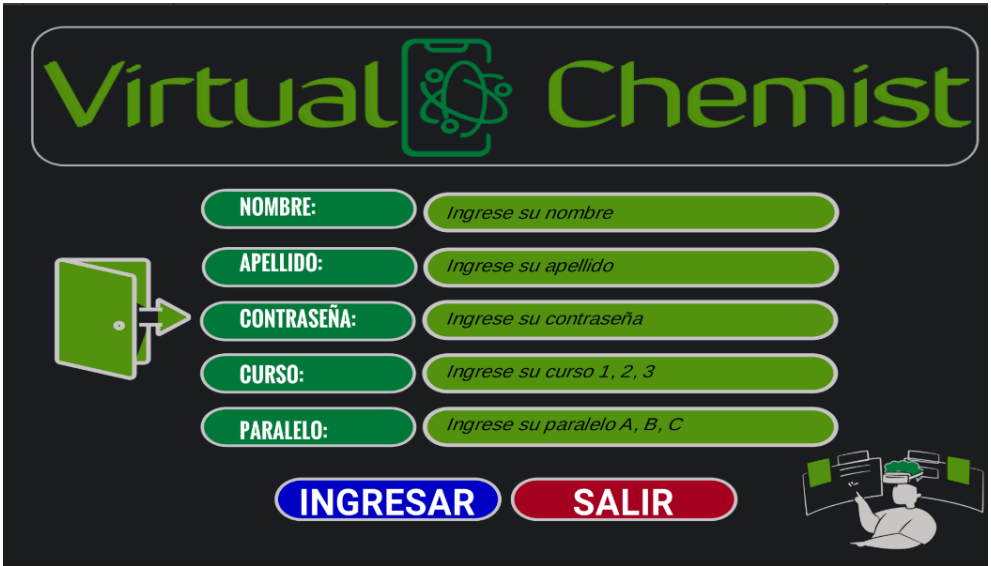 Virtual Chemist
NOMBRE: Ingrese su nombre
APELLIDO: Ingrese su apellido
CONTRASEÑA: Ingrese su contraseña
CURSO: Ingrese su curso 1, 2, 3
PARALELO: Ingrese su paralelo A, B, C
INGRESAR SALIR